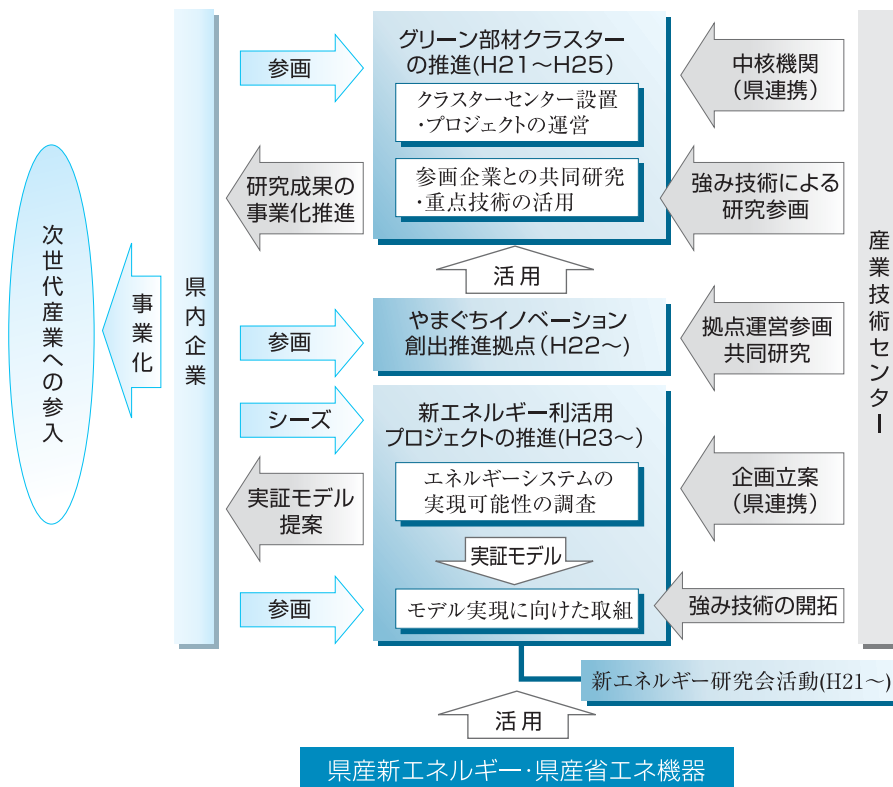 グリーン部材クラスター
の推進(H21～H25)
参画
中核機関
(県連携)
クラスターセンター設置
・プロジェクトの運営
研究成果の
事業化推進
参画企業との共同研究
・重点技術の活用
強み技術による
研究参画
活用
次世代産業への参入
事業化
県内企業
産業技術センター
参画
やまぐちイノベーション
創出推進拠点(H22～)
拠点運営参画
共同研究
シーズ
新エネルギー利活用
プロジェクトの推進(H23～)
実証モデル
提案
エネルギーシステムの
実現可能性の調査
企画立案
(県連携)
実証モデル
参画
モデル実現に向けた取組
強み技術の開拓
新エネルギー研究会活動(H21～)
活用
県産新エネルギー・県産省エネ機器